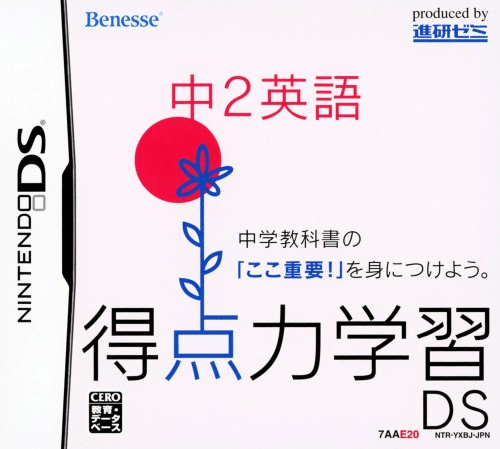 Benesse®
produced by
進研ゼミ
中2英語
NINTENDO DS®
中学教科書の
「ここ重要!」を身につけよう。
得点力学習
DS
CERO
教育・
データ
ベース
7AAE20
NTR-YXBJ-JPN